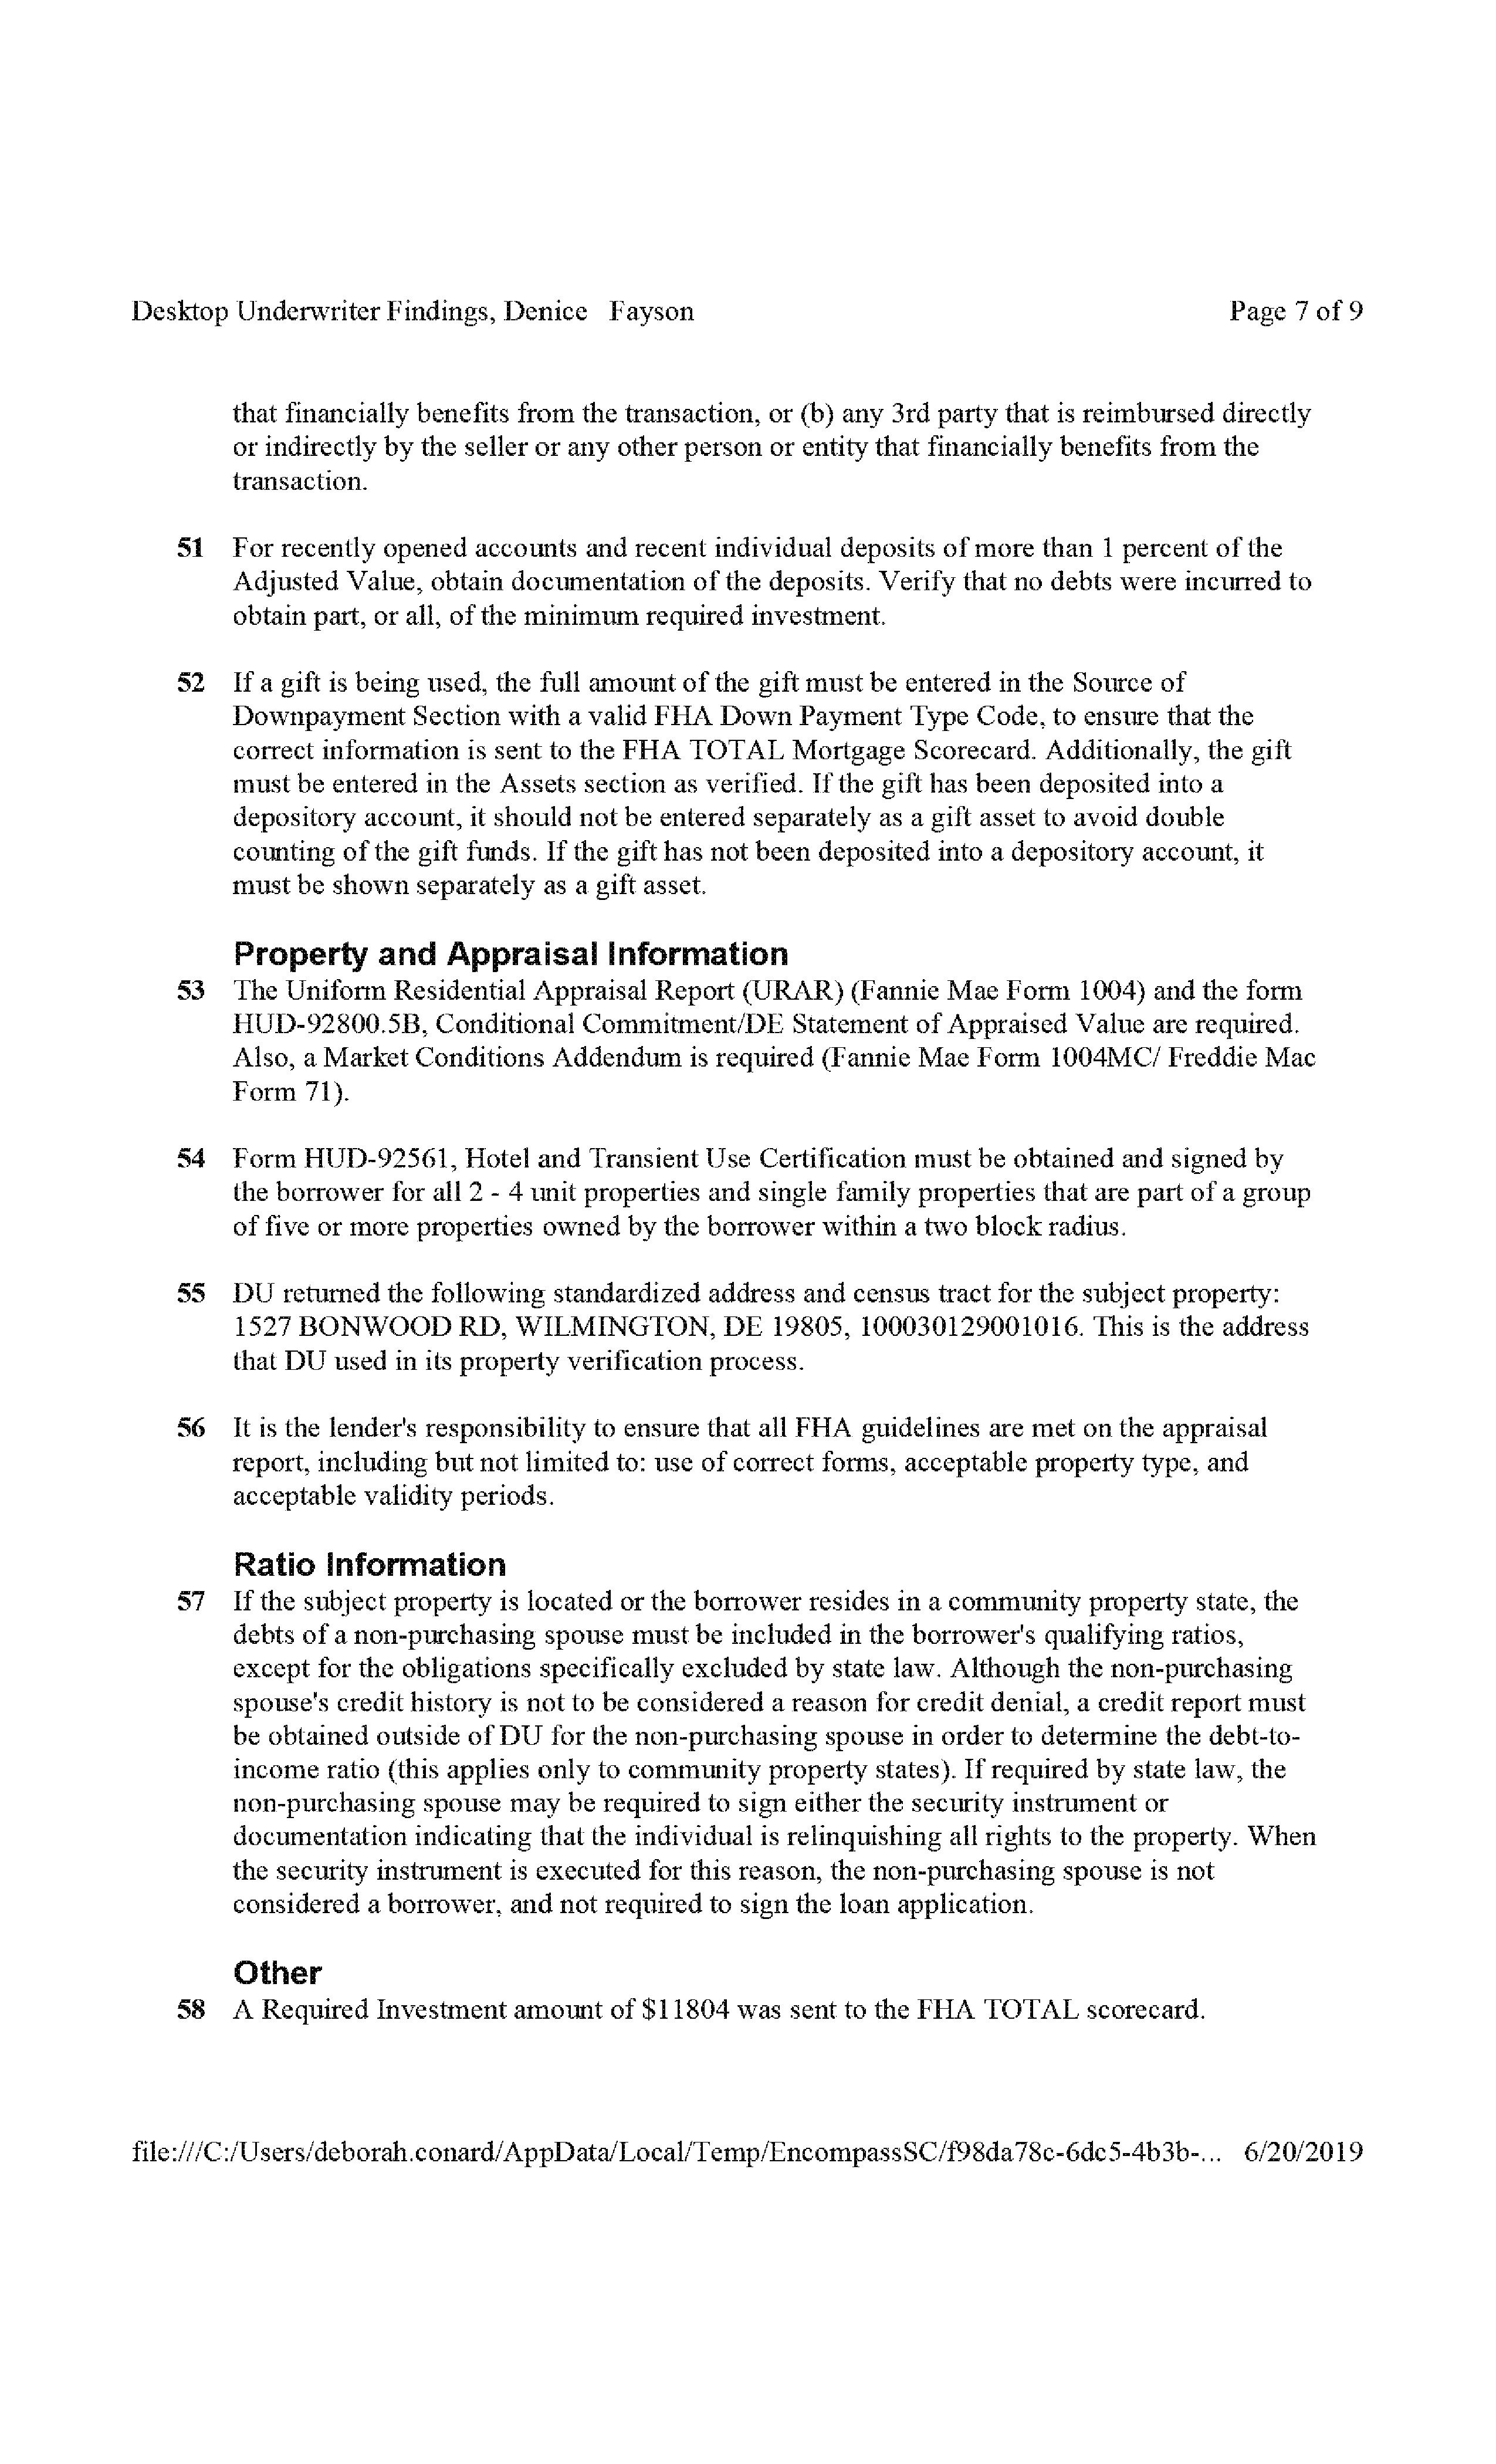 Desktop Underwriter Findings, Denice Fayson Page 7 of 9
that financially benefits from the transaction, or (b) any 3rd party that is reimbursed directly
or indirectly by the seller or any other person or entity that financially benefits from the
transaction.
51 For recently opened accounts and recent individual deposits of more than 1 percent of the
Adjusted Value, obtain documentation of the deposits. Verify that no debts were incurred to
obtain part, or all, of the minimum required investment.
52 If a gift is being used, the full amount of the gift must be entered in the Source of
Downpayment Section with a valid FHA Down Payment Type Code, to ensure that the
correct information is sent to the FHA TOTAL Mortgage Scorecard. Additionally, the gift
must be entered in the Assets section as verified. If the gift has been deposited into a
depository account, it should not be entered separately as a gift asset to avoid double
counting of the gift funds. If the gift has not been deposited into a depository account, it
must be shown separately as a gift asset.
Property and Appraisal Information
53 The Uniform Residential Appraisal Report (URAR) (Fannie Mae Form 1004) and the form
HUD-92800.5B, Conditional Commitment/DE Statement of Appraised Value are required.
Also, a Market Conditions Addendum is required (Fannie Mae Form 1004MC/ Freddie Mac
Form 71).
54 Form HUD-92561, Hotel and Transient Use Certification must be obtained and signed by
the borrower for all 2 - 4 unit properties and single family properties that are part of a group
of five or more properties owned by the borrower within a two block radius.
55 DU returned the following standardized address and census tract for the subject property:
1527 BONWOOD RD, WILMINGTON, DE 19805, 100030129001016. This is the address
that DU used in its property verification process.
56 It is the lender's responsibility to ensure that all FHA guidelines are met on the appraisal
report, including but not limited to: use of correct forms, acceptable property type, and
acceptable validity periods.
Ratio Information
57 If the subject property is located or the borrower resides in a community property state, the
debts of a non-purchasing spouse must be included in the borrower's qualifying ratios,
except for the obligations specifically excluded by state law. Although the non-purchasing
spouse's credit history is not to be considered a reason for credit denial, a credit report must
be obtained outside of DU for the non-purchasing spouse in order to determine the debt-to-
income ratio (this applies only to community property states). If required by state law, the
non-purchasing spouse may be required to sign either the security instrument or
documentation indicating that the individual is relinquishing all rights to the property. When
the security instrument is executed for this reason, the non-purchasing spouse is not
considered a borrower, and not required to sign the loan application.
Other
58 A Required Investment amount of $11804 was sent to the FHA TOTAL scorecard.
file:///C:/Users/deborah.conard/AppData/Local/Temp/EncompassSC/f98da78c-6dc5-4b3b-... 6/20/2019